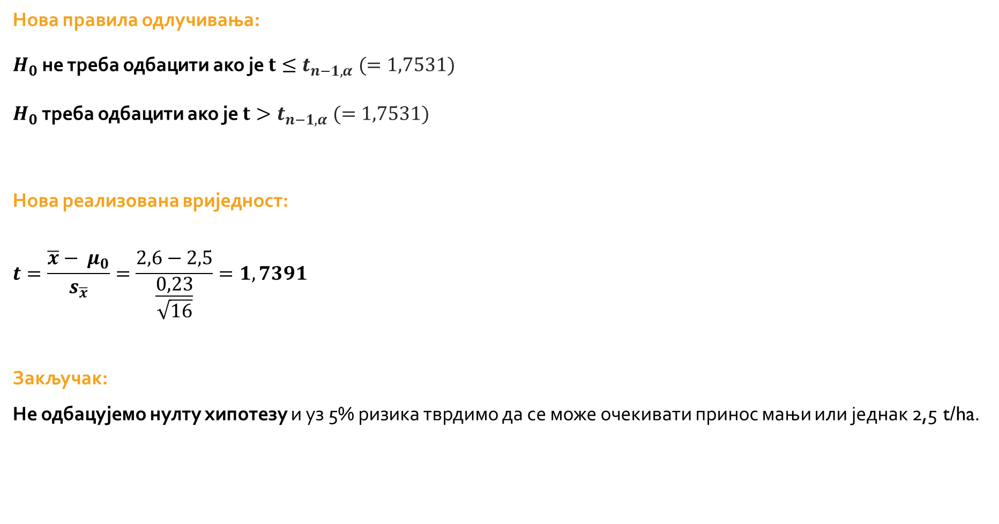 Нова правила одлучивања:
H₀ не треба одбацити ако је t ≤ tₙ₋₁,α (= 1,7531)
H₀ треба одбацити ако је t > tₙ₋₁,α (= 1,7531)
Нова реализована вриједност:
t = (x̅ − μ₀) / s_x̅ = (2,6 − 2,5) / (0,23 / √16) = 1,7391
Закључак:
Не одбацујемо нулту хипотезу и уз 5% ризика тврдимо да се може очекивати принос мањи или једнак 2,5 t/ha.